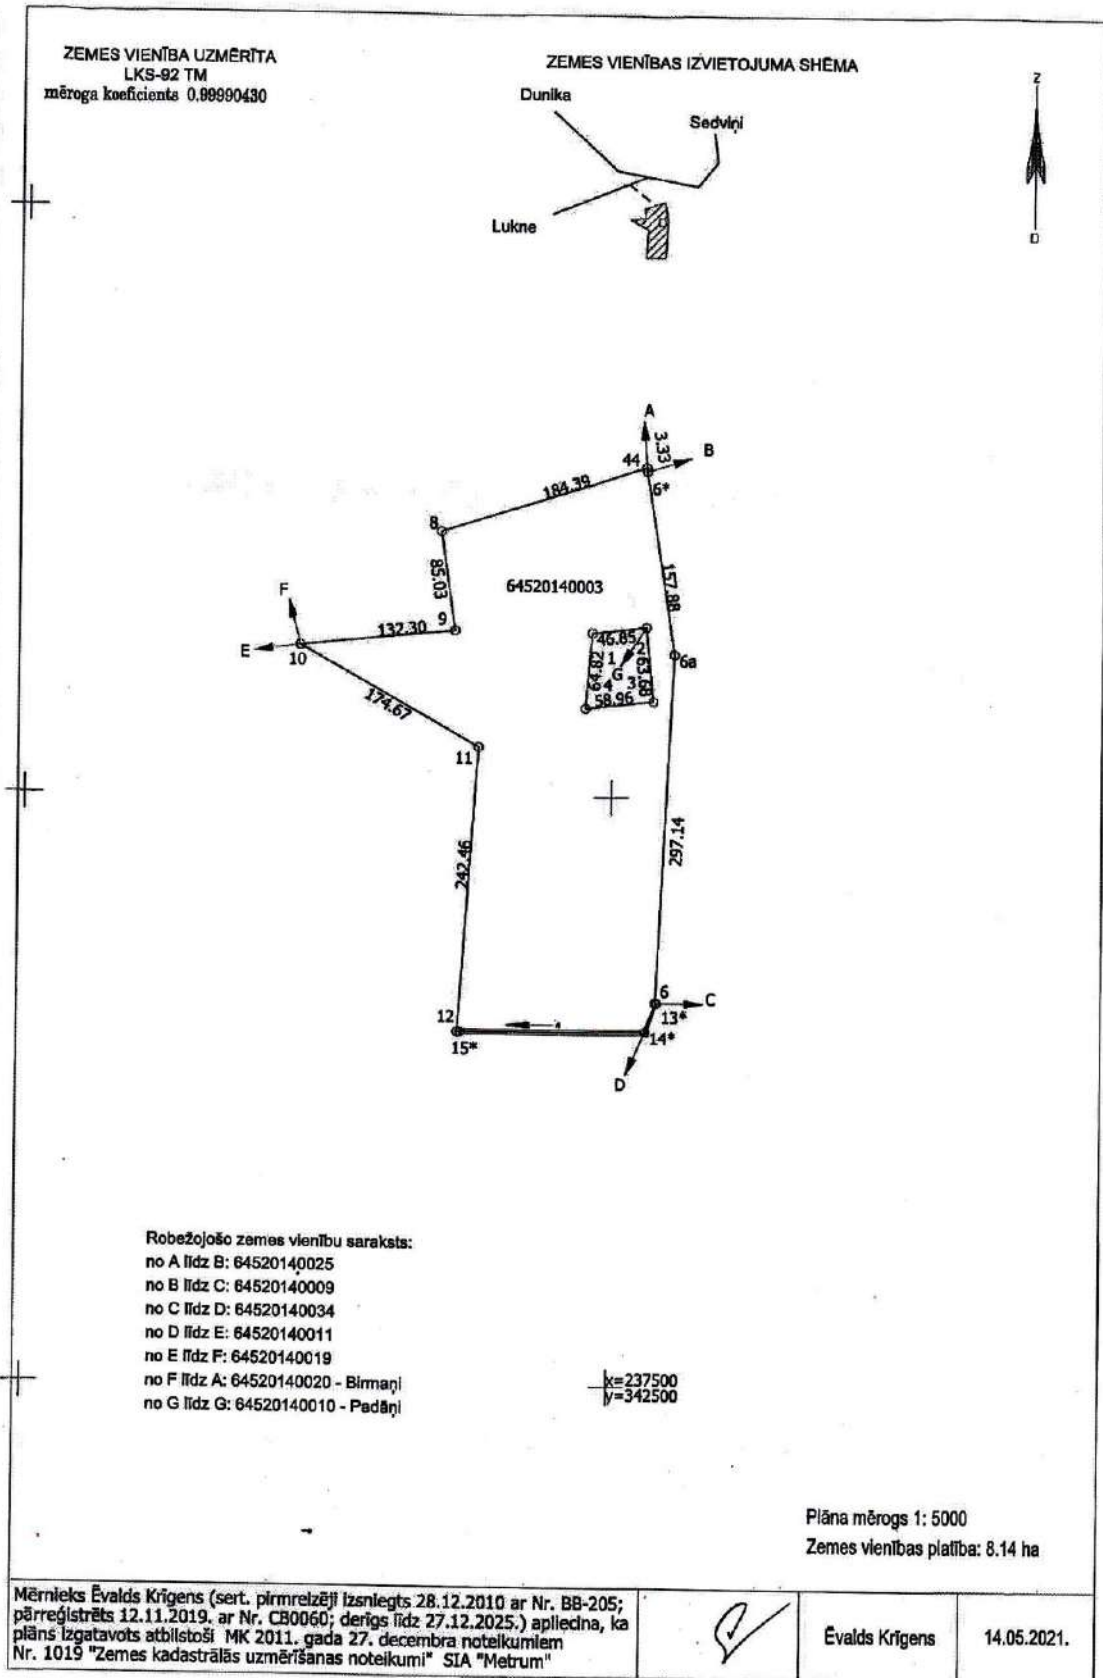 ZEMES VIENĪBA UZMĒRĪTA
LKS-92 TM
mēroga koeficients 0.99990430
ZEMES VIENĪBAS IZVIETOJUMA SHĒMA
Dunika
Sedviņi
Lukne
Z
D
A
3.33
B
44
6*
184.39
8
85.03
157.88
64520140003
F
9
132.30
E
10
46.85
1
2
6a
64.82
G
63.68
4
3
58.96
174.67
11
297.14
242.46
6
C
12
13*
15*
14*
D
Robežojošo zemes vienību saraksts:
no A līdz B: 64520140025
no B līdz C: 64520140009
no C līdz D: 64520140034
no D līdz E: 64520140011
no E līdz F: 64520140019
no F līdz A: 64520140020 - Birmaņi
no G līdz G: 64520140010 - Padāņi
x=237500
y=342500
Plāna mērogs 1: 5000
Zemes vienības platība: 8.14 ha
Mērnieks Ēvalds Krīgens (sert. pirmreizēji izsniegts 28.12.2010 ar Nr. BB-205;
pārreģistrēts 12.11.2019. ar Nr. CB0060; derīgs līdz 27.12.2025.) apliecina, ka
plāns izgatavots atbilstoši MK 2011. gada 27. decembra noteikumiem
Nr. 1019 "Zemes kadastrālās uzmērīšanas noteikumi" SIA "Metrum"
Ēvalds Krīgens
14.05.2021.